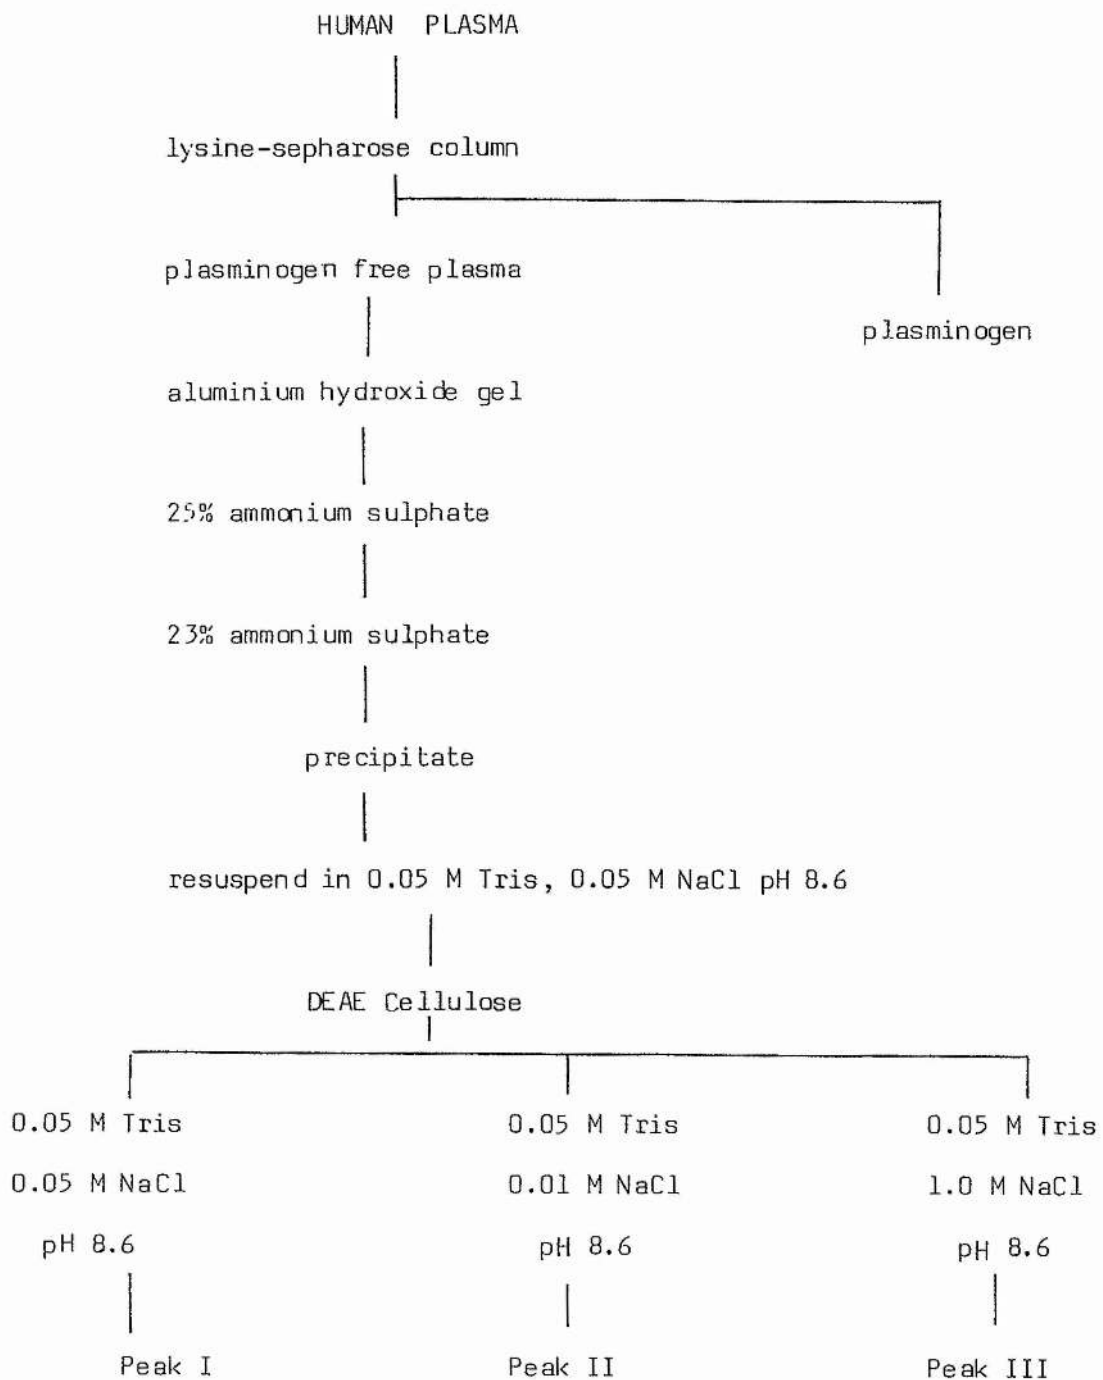 HUMAN PLASMA
lysine-sepharose column
plasminogen free plasma
plasminogen
aluminium hydroxide gel
25% ammonium sulphate
23% ammonium sulphate
precipitate
resuspend in 0.05 M Tris, 0.05 M NaCl pH 8.6
DEAE Cellulose
0.05 M Tris
0.05 M NaCl
pH 8.6
Peak I
0.05 M Tris
0.01 M NaCl
pH 8.6
Peak II
0.05 M Tris
1.0 M NaCl
pH 8.6
Peak III